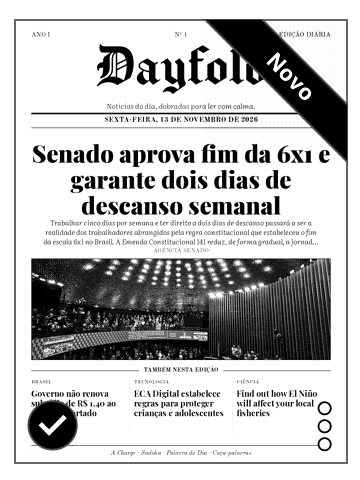 ANO I Nº 1 EDIÇÃO DIÁRIA
Dayfold
Novo
Notícias do dia, dobradas para ler com calma.
SEXTA-FEIRA, 13 DE NOVEMBRO DE 2026
Senado aprova fim da 6x1 e
garante dois dias de
descanso semanal
Trabalhar cinco dias por semana e ter direito a dois dias de descanso passará a ser a
realidade dos trabalhadores abrangidos pela regra constitucional que estabeleceu o fim
da escala 6x1 no Brasil. A Emenda Constitucional 141 reduz, de forma gradual, a jornad...
AGÊNCIA SENADO
TAMBÉM NESTA EDIÇÃO
BRASIL
Governo não renova
de R$ 1,40 ao
TECNOLOGIA
ECA Digital estabelece
regras para proteger
crianças e adolescentes
CIÊNCIA
Find out how El Niño
will affect your local
fisheries
A Charge · Sudoku · Palavra do Dia · Caça-palavras